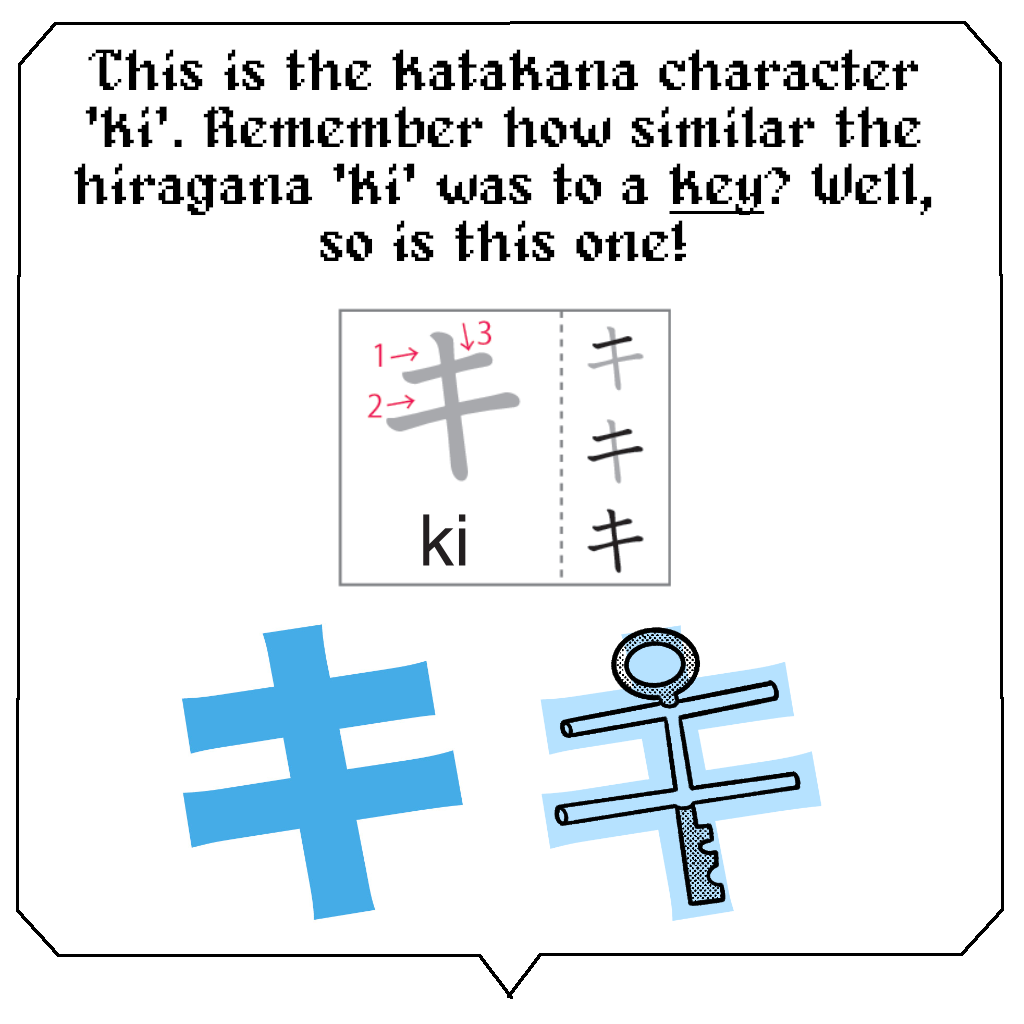 This is the katakana character
'ki'. Remember how similar the
hiragana 'ki' was to a key? Well,
so is this one!
1→ キ ↓3
2→
ki
キ
キ
キ
キ
キ